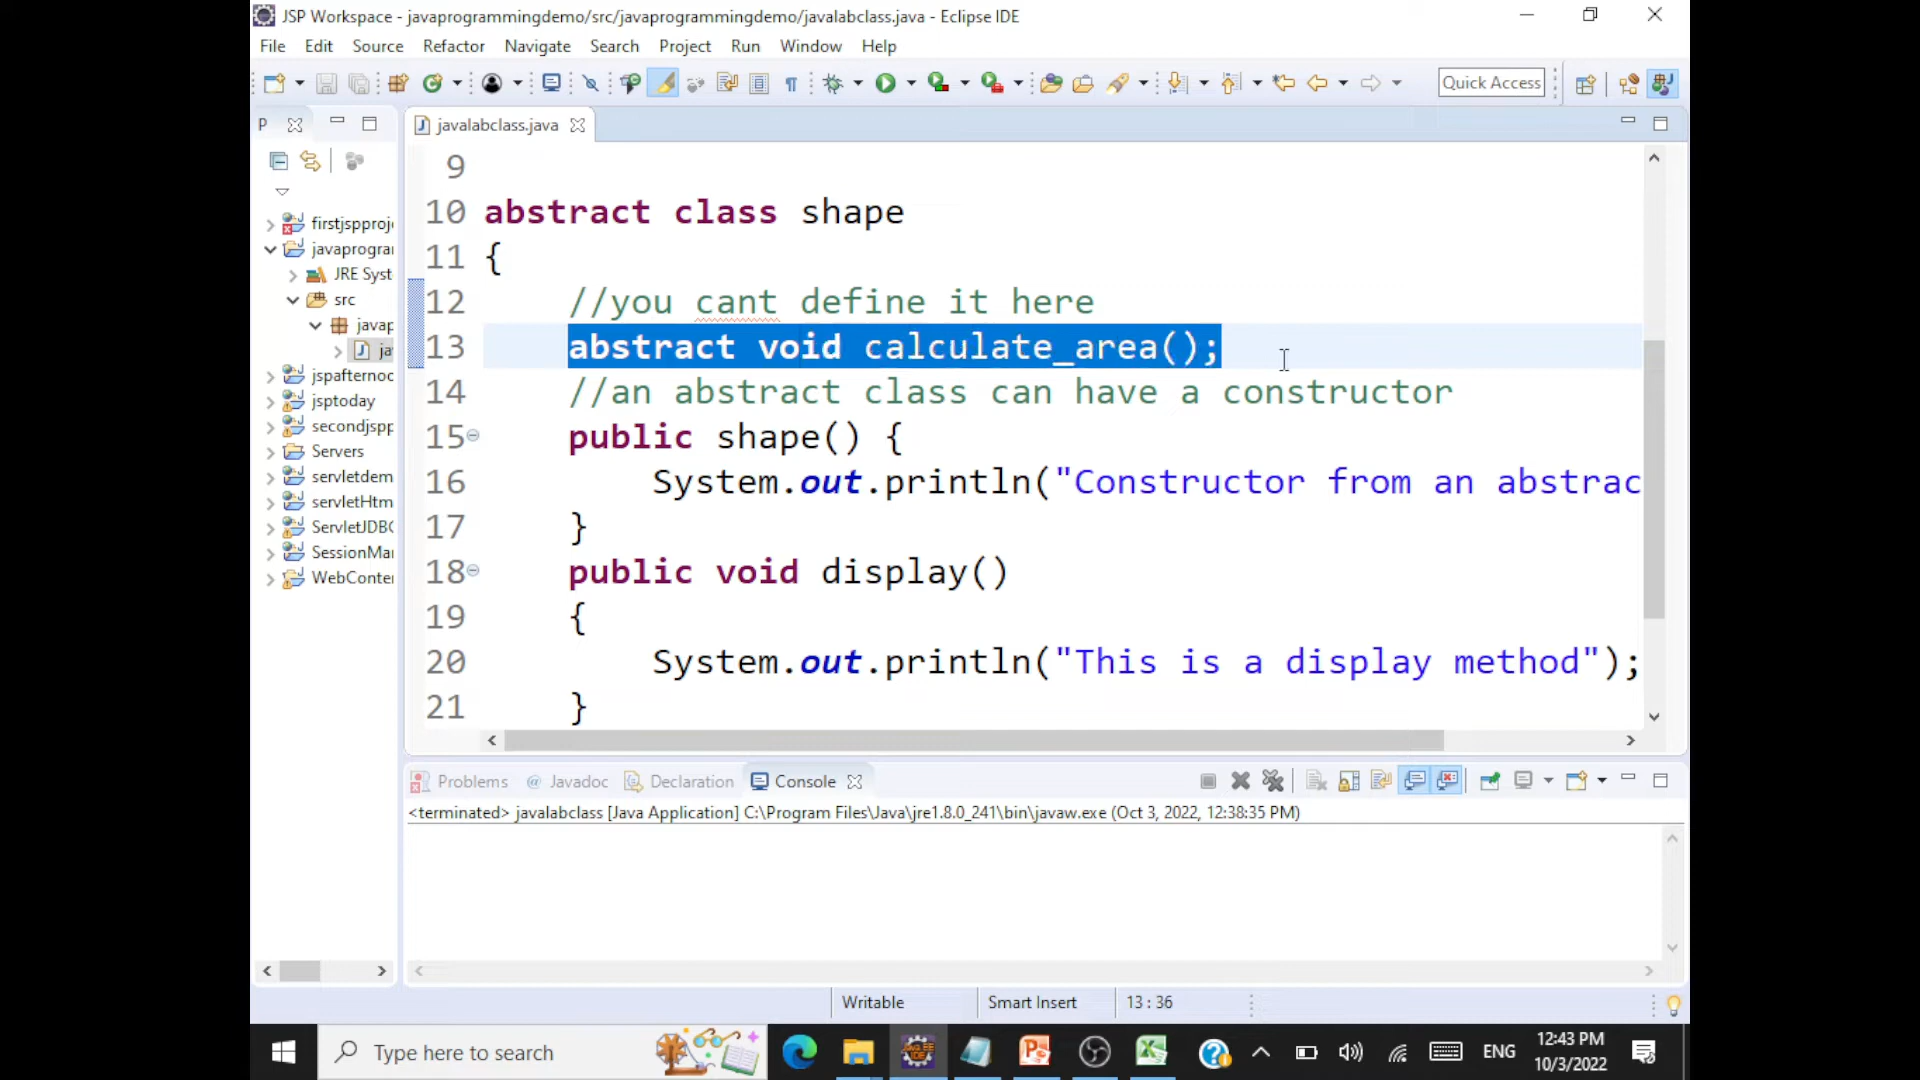 JSP Workspace - javaprogrammingdemo/src/javaprogrammingdemo/javalabclass.java - Eclipse IDE
File Edit Source Refactor Navigate Search Project Run Window Help
Quick Access
P
javalabclass.java
firstjspproj
javaprogra
JRE Syst
src
javap
ja
jspafternoo
jsptoday
secondjspp
Servers
servletdem
servletHtm
ServletJDBC
SessionMa
WebConte
9
10 abstract class shape
11 {
12 //you cant define it here
13 abstract void calculate_area();
14 //an abstract class can have a constructor
15 public shape() {
16 System.out.println("Constructor from an abstrac
17 }
18 public void display()
19 {
20 System.out.println("This is a display method");
21 }
Problems Javadoc Declaration Console
<terminated> javalabclass [Java Application] C:\Program Files\Java\jre1.8.0_241\bin\javaw.exe (Oct 3, 2022, 12:38:35 PM)
Writable Smart Insert 13 : 36
Type here to search
ENG
12:43 PM
10/3/2022